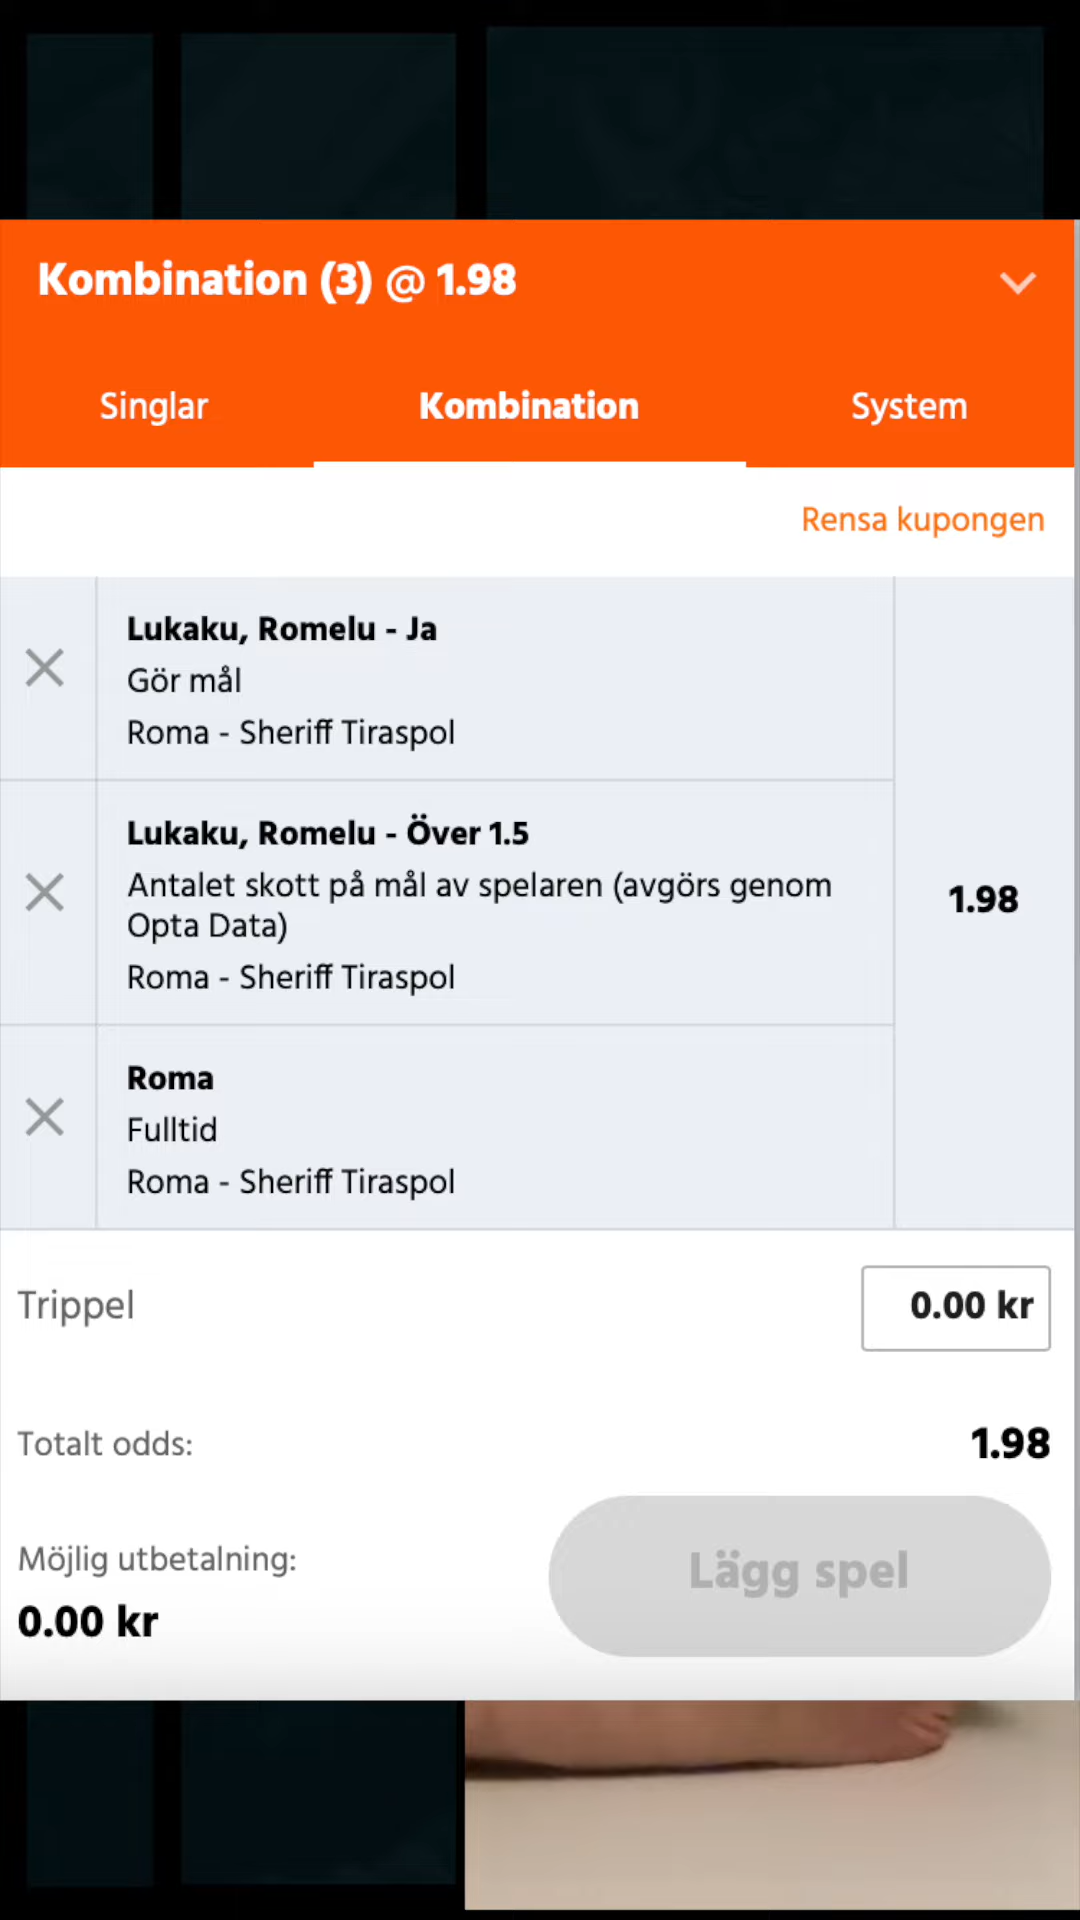 Kombination (3) @ 1.98
Singlar
Kombination
System
Rensa kupongen
Lukaku, Romelu - Ja
Gör mål
Roma - Sheriff Tiraspol
Lukaku, Romelu - Över 1.5
Antalet skott på mål av spelaren (avgörs genom
Opta Data)
Roma - Sheriff Tiraspol
1.98
Roma
Fulltid
Roma - Sheriff Tiraspol
Trippel
0.00 kr
Totalt odds:
1.98
Möjlig utbetalning:
0.00 kr
Lägg spel